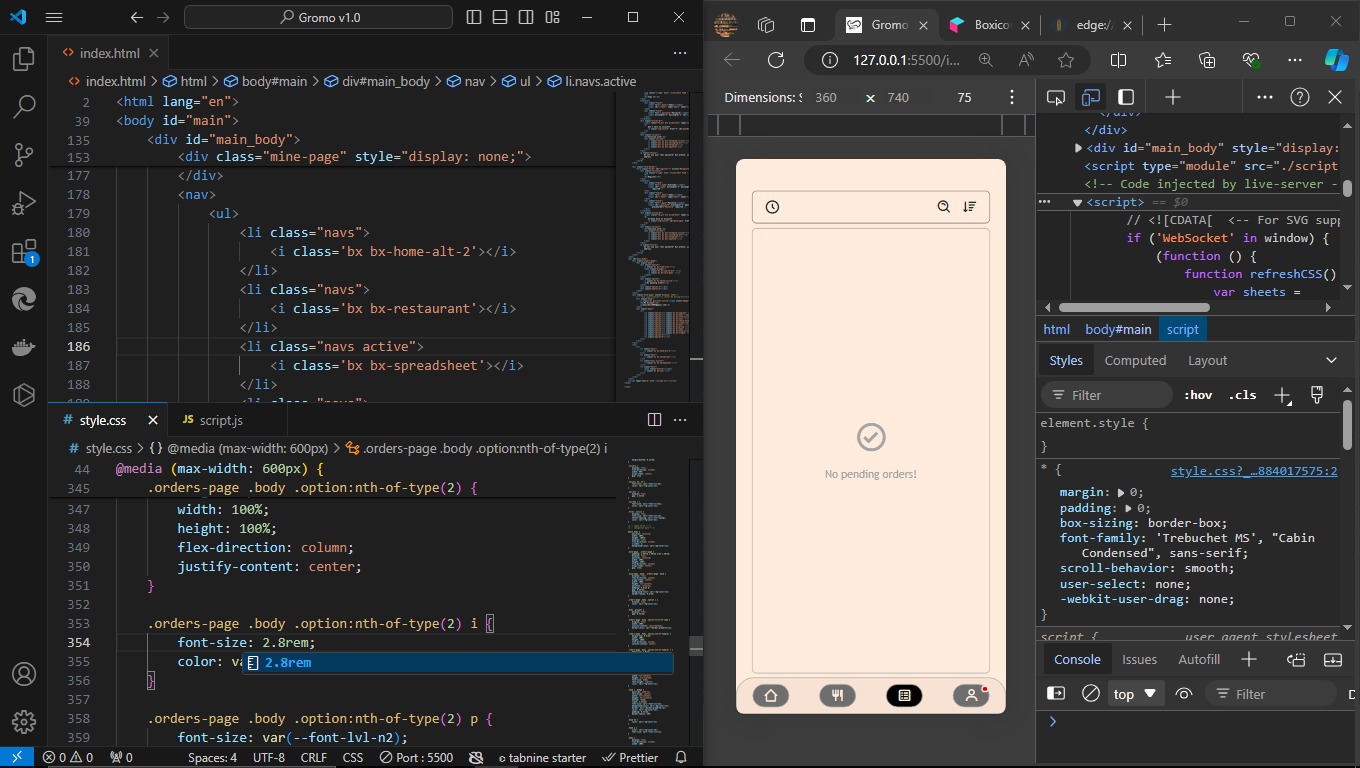 Gromo v1.0
index.html
index.html > html > body#main > div#main_body > nav > ul > li.navs.active
2 <html lang="en">
39 <body id="main">
135 <div id="main_body">
153 <div class="mine-page" style="display: none;">
177 </div>
178 <nav>
179 <ul>
180 <li class="navs">
181 <i class='bx bx-home-alt-2'></i>
182 </li>
183 <li class="navs">
184 <i class='bx bx-restaurant'></i>
185 </li>
186 <li class="navs active">
187 <i class='bx bx-spreadsheet'></i>
188 </li>
1
# style.css
JS script.js
# style.css > {} @media (max-width: 600px) > .orders-page .body .option:nth-of-type(2) i
44 @media (max-width: 600px) {
345 .orders-page .body .option:nth-of-type(2) {
347 width: 100%;
348 height: 100%;
349 flex-direction: column;
350 justify-content: center;
351 }
352
353 .orders-page .body .option:nth-of-type(2) i {
354 font-size: 2.8rem;
355 color: va
2.8rem
356 }
357
358 .orders-page .body .option:nth-of-type(2) p {
359 font-size: var(--font-lvl-n2);
0 0 0 Spaces: 4 UTF-8 CRLF CSS Port : 5500 tabnine starter Prettier
Gromo
Boxico
edge:/
127.0.0.1:5500/i...
Dimensions: S 360 x 740 75
No pending orders!
</div>
<div id="main_body" style="display:
<script type="module" src="./script
<!-- Code injected by live-server -
<script> == $0
// <![CDATA[ <-- For SVG supp
if ('WebSocket' in window) {
(function () {
function refreshCSS()
var sheets =
html body#main script
Styles Computed Layout
Filter :hov .cls
element.style {
}
* { style.css?_…884017575:2
margin: 0;
padding: 0;
box-sizing: border-box;
font-family: 'Trebuchet MS', "Cabin
Condensed", sans-serif;
scroll-behavior: smooth;
user-select: none;
-webkit-user-drag: none;
}
script { user agent stylesheet
Console Issues Autofill
top Filter D